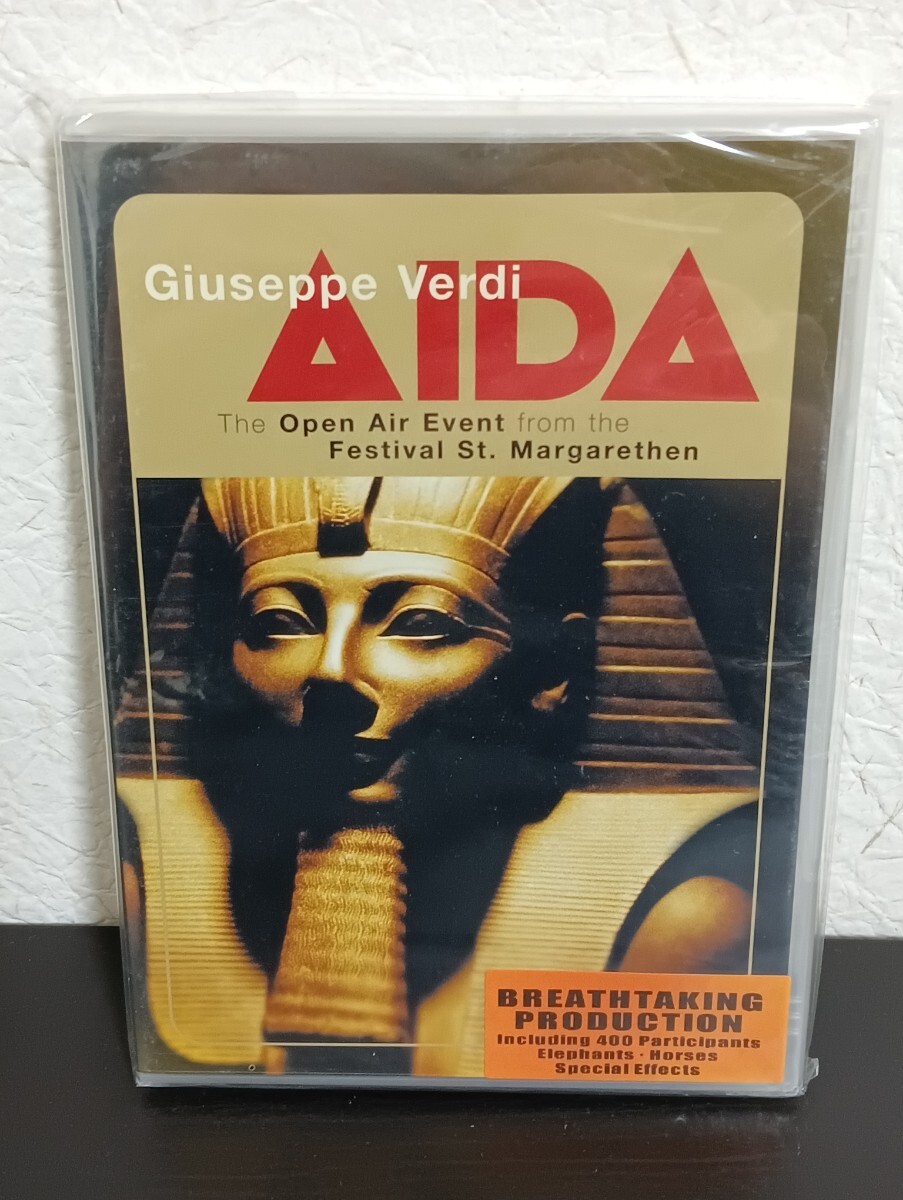 Giuseppe Verdi
AIDA
The Open Air Event from the
Festival St. Margarethen
BREATHTAKING
PRODUCTION
Including 400 Participants
Elephants · Horses
Special Effects